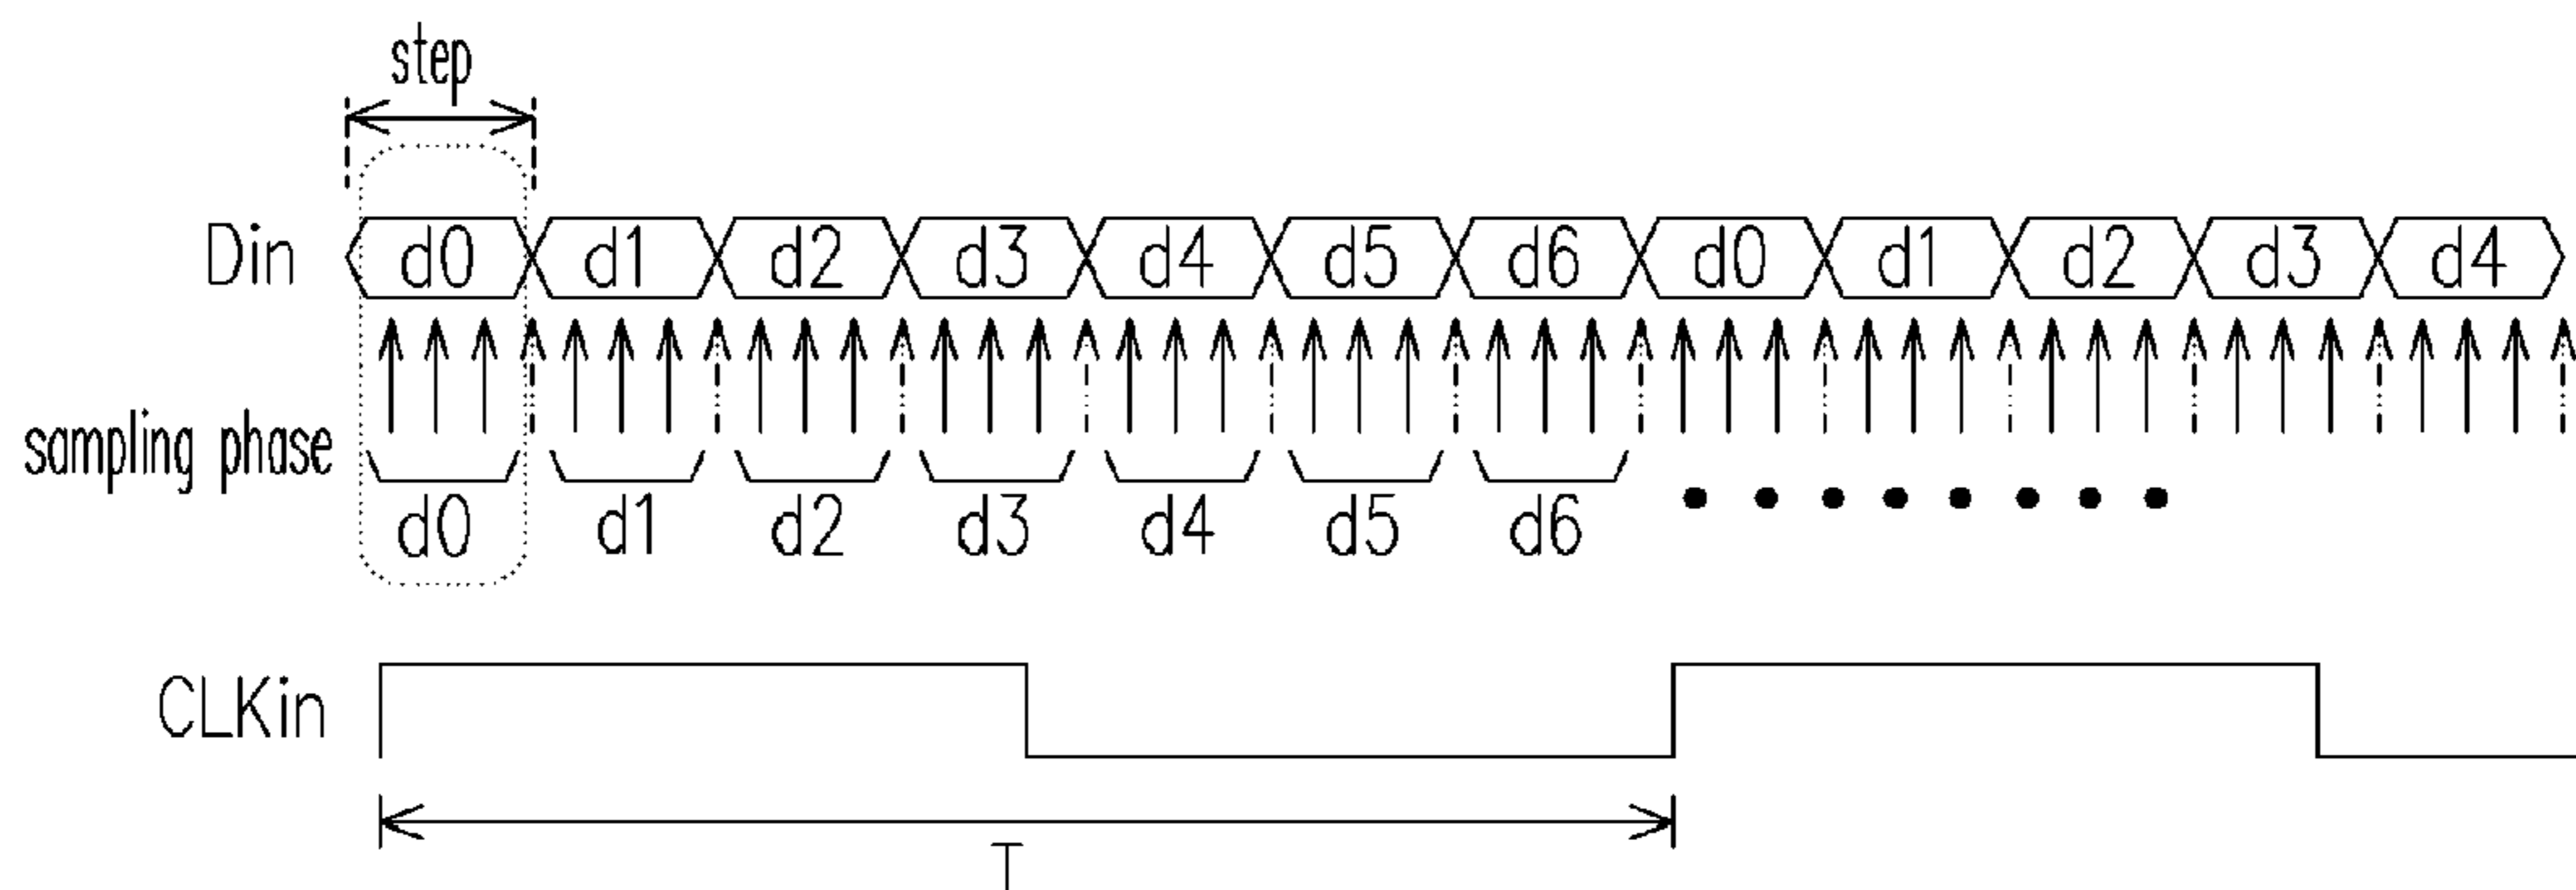 step
Din d0 d1 d2 d3 d4 d5 d6 d0 d1 d2 d3 d4
sampling phase
d0 d1 d2 d3 d4 d5 d6
CLKin
T